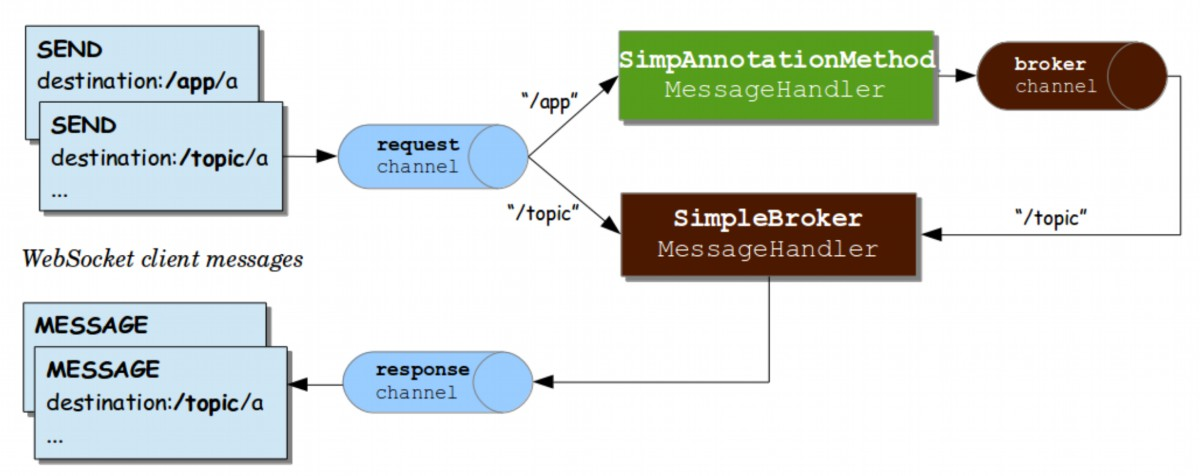 SEND
destination:/app/a
SEND
destination:/topic/a
...
request
channel
"/app"
"/topic"
SimpAnnotationMethod
MessageHandler
broker
channel
SimpleBroker
MessageHandler
"/topic"
WebSocket client messages
MESSAGE
MESSAGE
destination:/topic/a
...
response
channel